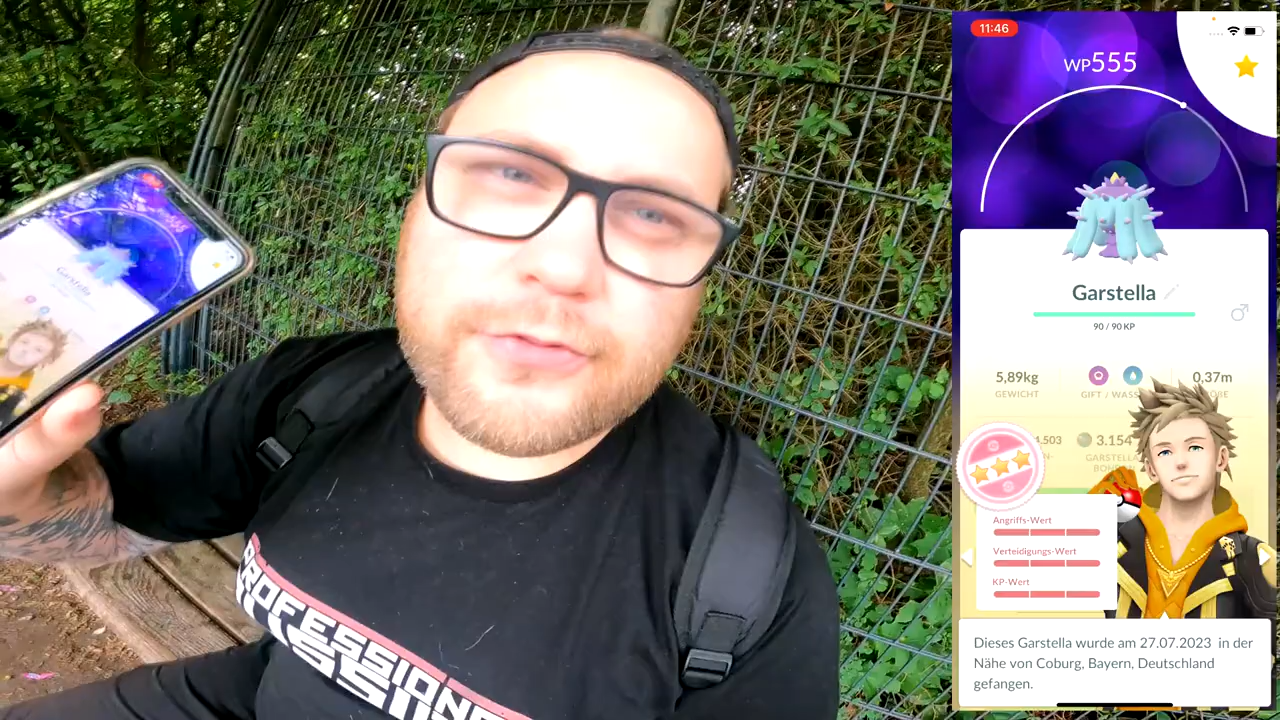 11:46
WP555
Garstella
90 / 90 KP
5,89kg
GEWICHT
GIFT / WASS
0,37m
3.154
GARSTELLA-
Angriffs-Wert
Verteidigungs-Wert
KP-Wert
Dieses Garstella wurde am 27.07.2023 in der
Nähe von Coburg, Bayern, Deutschland
gefangen.
PROFESSION